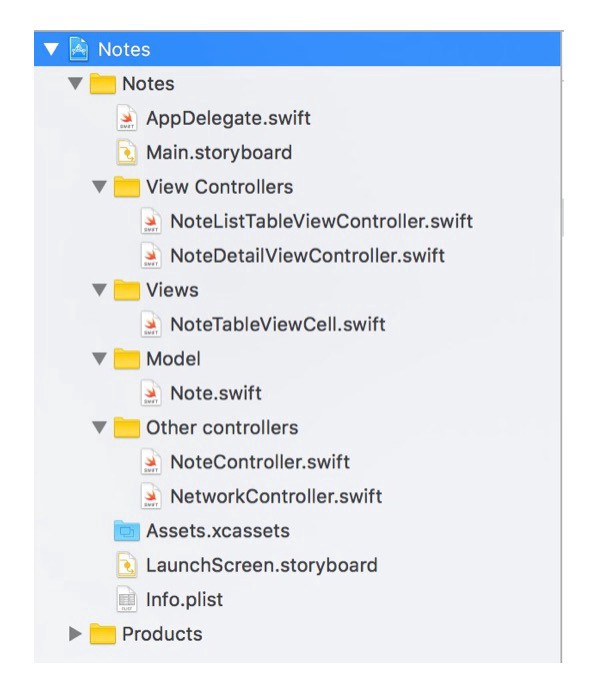 Notes
Notes
AppDelegate.swift
Main.storyboard
View Controllers
NoteListTableViewController.swift
NoteDetailViewController.swift
Views
NoteTableViewCell.swift
Model
Note.swift
Other controllers
NoteController.swift
NetworkController.swift
Assets.xcassets
LaunchScreen.storyboard
Info.plist
Products